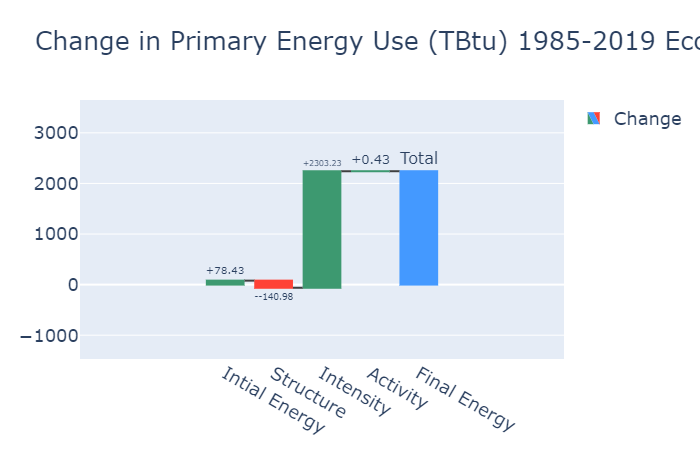 Change in Primary Energy Use (TBtu) 1985-2019 Eco
3000
2000
1000
0
−1000
+78.43
--140.98
+2303.23
+0.43
Total
Change
Intial Energy
Structure
Intensity
Activity
Final Energy